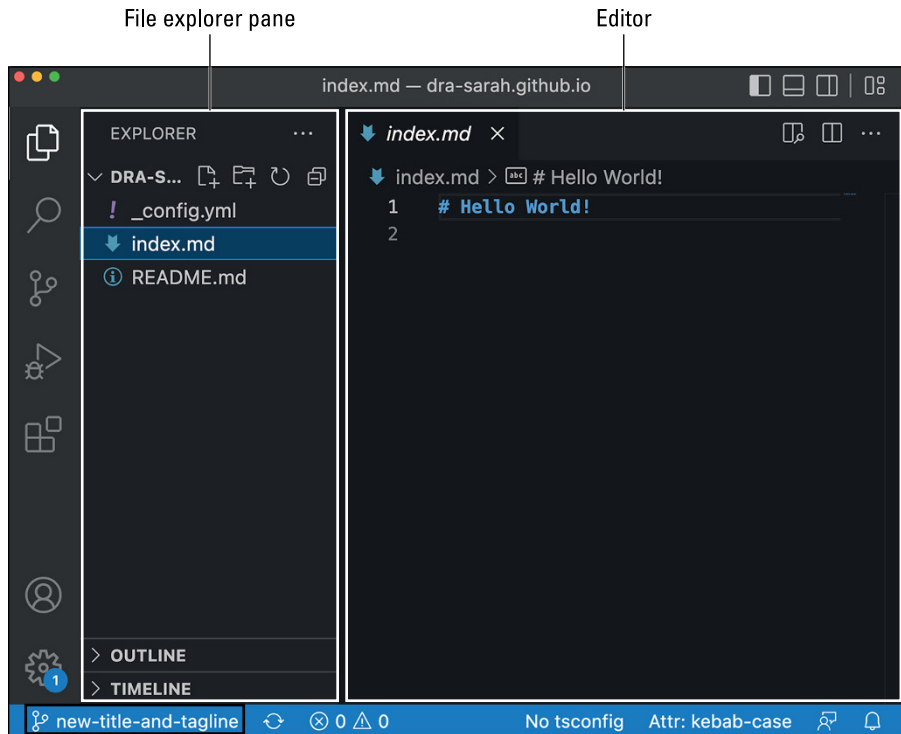 File explorer pane
Editor
index.md — dra-sarah.github.io
EXPLORER
index.md
DRA-S...
index.md > # Hello World!
_config.yml
1 # Hello World!
index.md
2
README.md
OUTLINE
1
TIMELINE
new-title-and-tagline 0 0 No tsconfig Attr: kebab-case